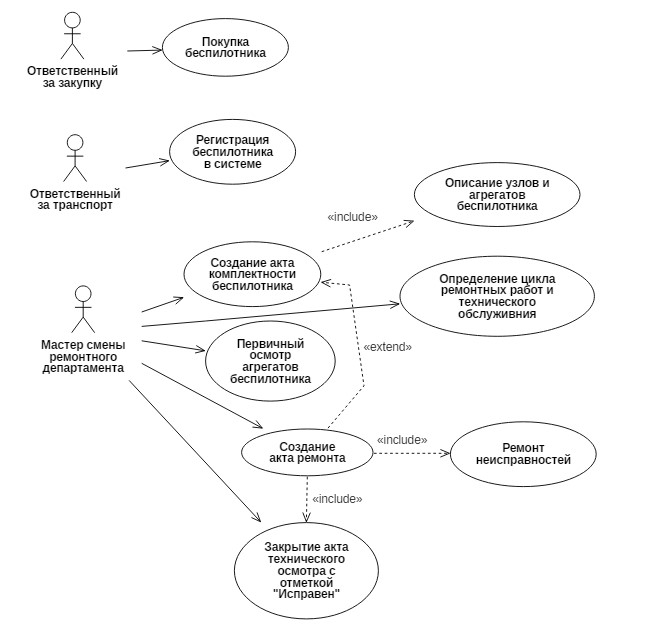 Покупка
беспилотника
Ответственный
за закупку
Регистрация
беспилотника
в системе
Ответственный
за транспорт
Описание узлов и
агрегатов
беспилотника
«include»
Создание акта
комплектности
беспилотника
Определение цикла
ремонтных работ и
технического
обслуживния
Мастер смены
ремонтного
департамента
Первичный
осмотр
агрегатов
беспилотника
«extend»
Создание
акта ремонта
«include»
Ремонт
неисправностей
«include»
Закрытие акта
технического
осмотра с
отметкой
"Исправен"